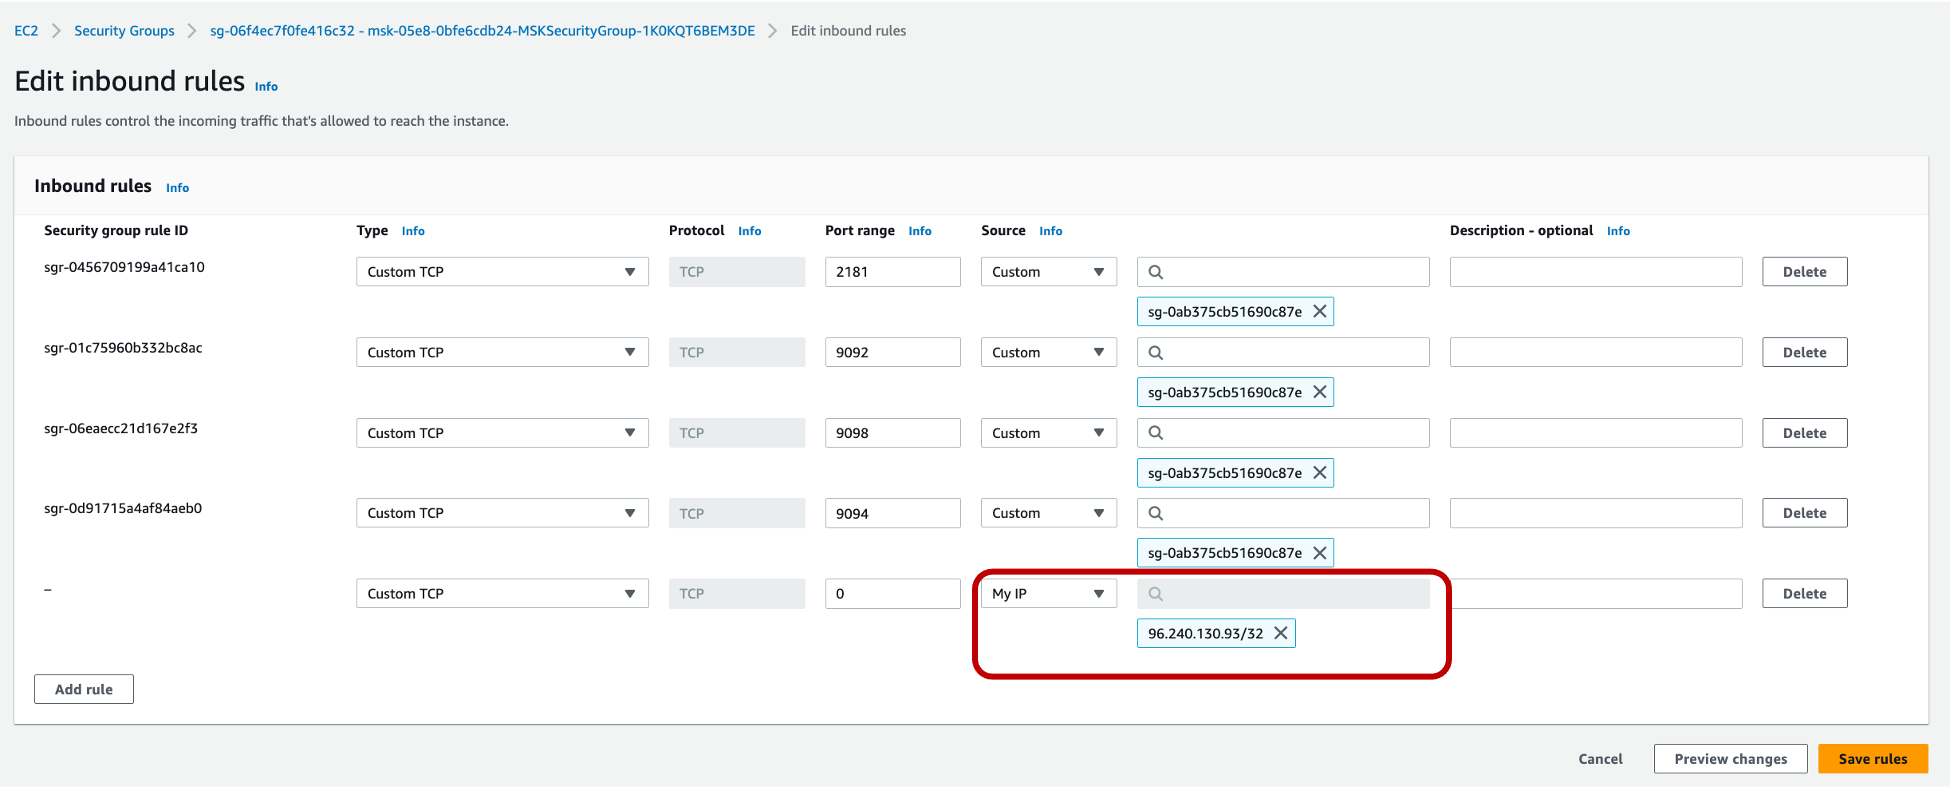 EC2 Security Groups sg-06f4ec7f0fe416c32 - msk-05e8-0bfe6cdb24-MSKSecurityGroup-1K0KQT6BEM3DE Edit inbound rules
Edit inbound rules Info
Inbound rules control the incoming traffic that's allowed to reach the instance.
Inbound rules Info
Security group rule ID Type Info Protocol Info Port range Info Source Info Description - optional Info
sgr-0456709199a41ca10 Custom TCP TCP 2181 Custom Delete
sg-0ab375cb51690c87e
sgr-01c75960b332bc8ac Custom TCP TCP 9092 Custom Delete
sg-0ab375cb51690c87e
sgr-06eaecc21d167e2f3 Custom TCP TCP 9098 Custom Delete
sg-0ab375cb51690c87e
sgr-0d91715a4af84aeb0 Custom TCP TCP 9094 Custom Delete
sg-0ab375cb51690c87e
– Custom TCP TCP 0 My IP Delete
96.240.130.93/32
Add rule
Cancel Preview changes Save rules